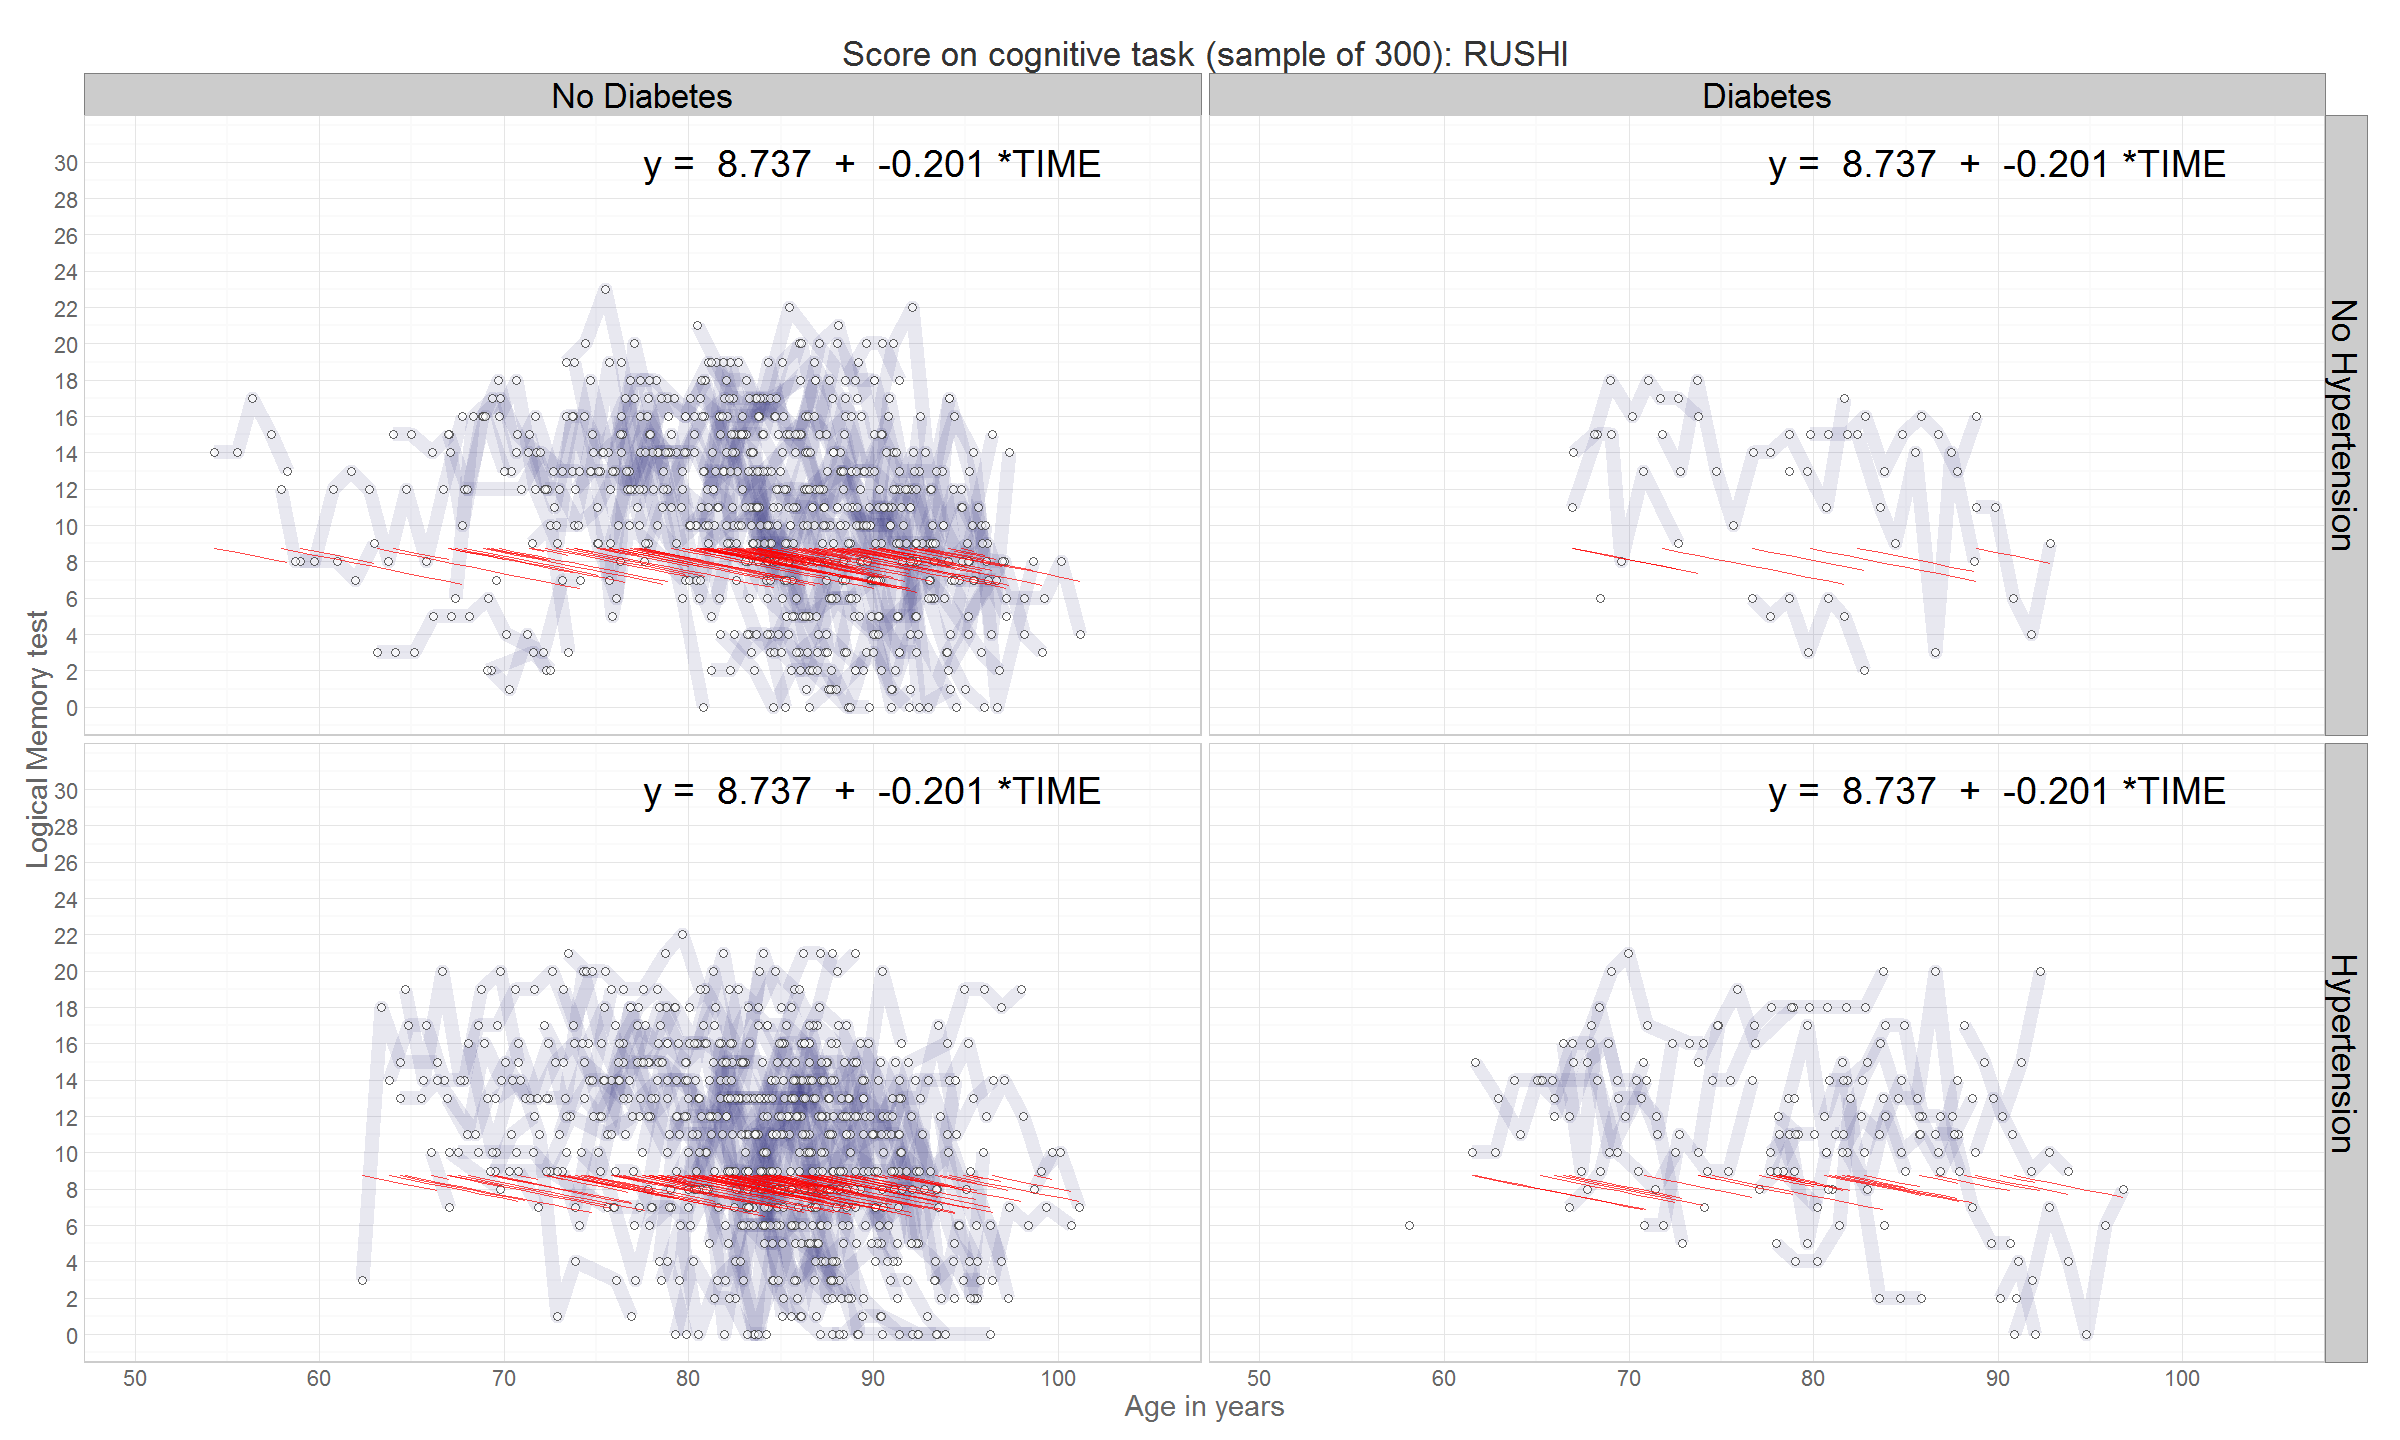 Score on cognitive task (sample of 300): RUSHI
No Diabetes
Diabetes
y =  8.737  +  -0.201 *TIME
y =  8.737  +  -0.201 *TIME
No Hypertension
30
28
26
24
22
20
18
16
14
12
10
8
6
4
2
0
Logical Memory test
y =  8.737  +  -0.201 *TIME
y =  8.737  +  -0.201 *TIME
Hypertension
30
28
26
24
22
20
18
16
14
12
10
8
6
4
2
0
50 60 70 80 90 100
50 60 70 80 90 100
Age in years